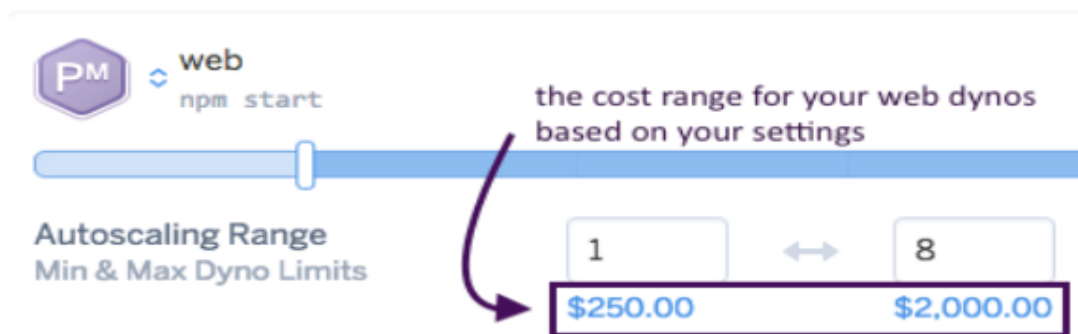 PM
web
npm start
the cost range for your web dynos
based on your settings
Autoscaling Range
Min & Max Dyno Limits
1
8
$250.00
$2,000.00